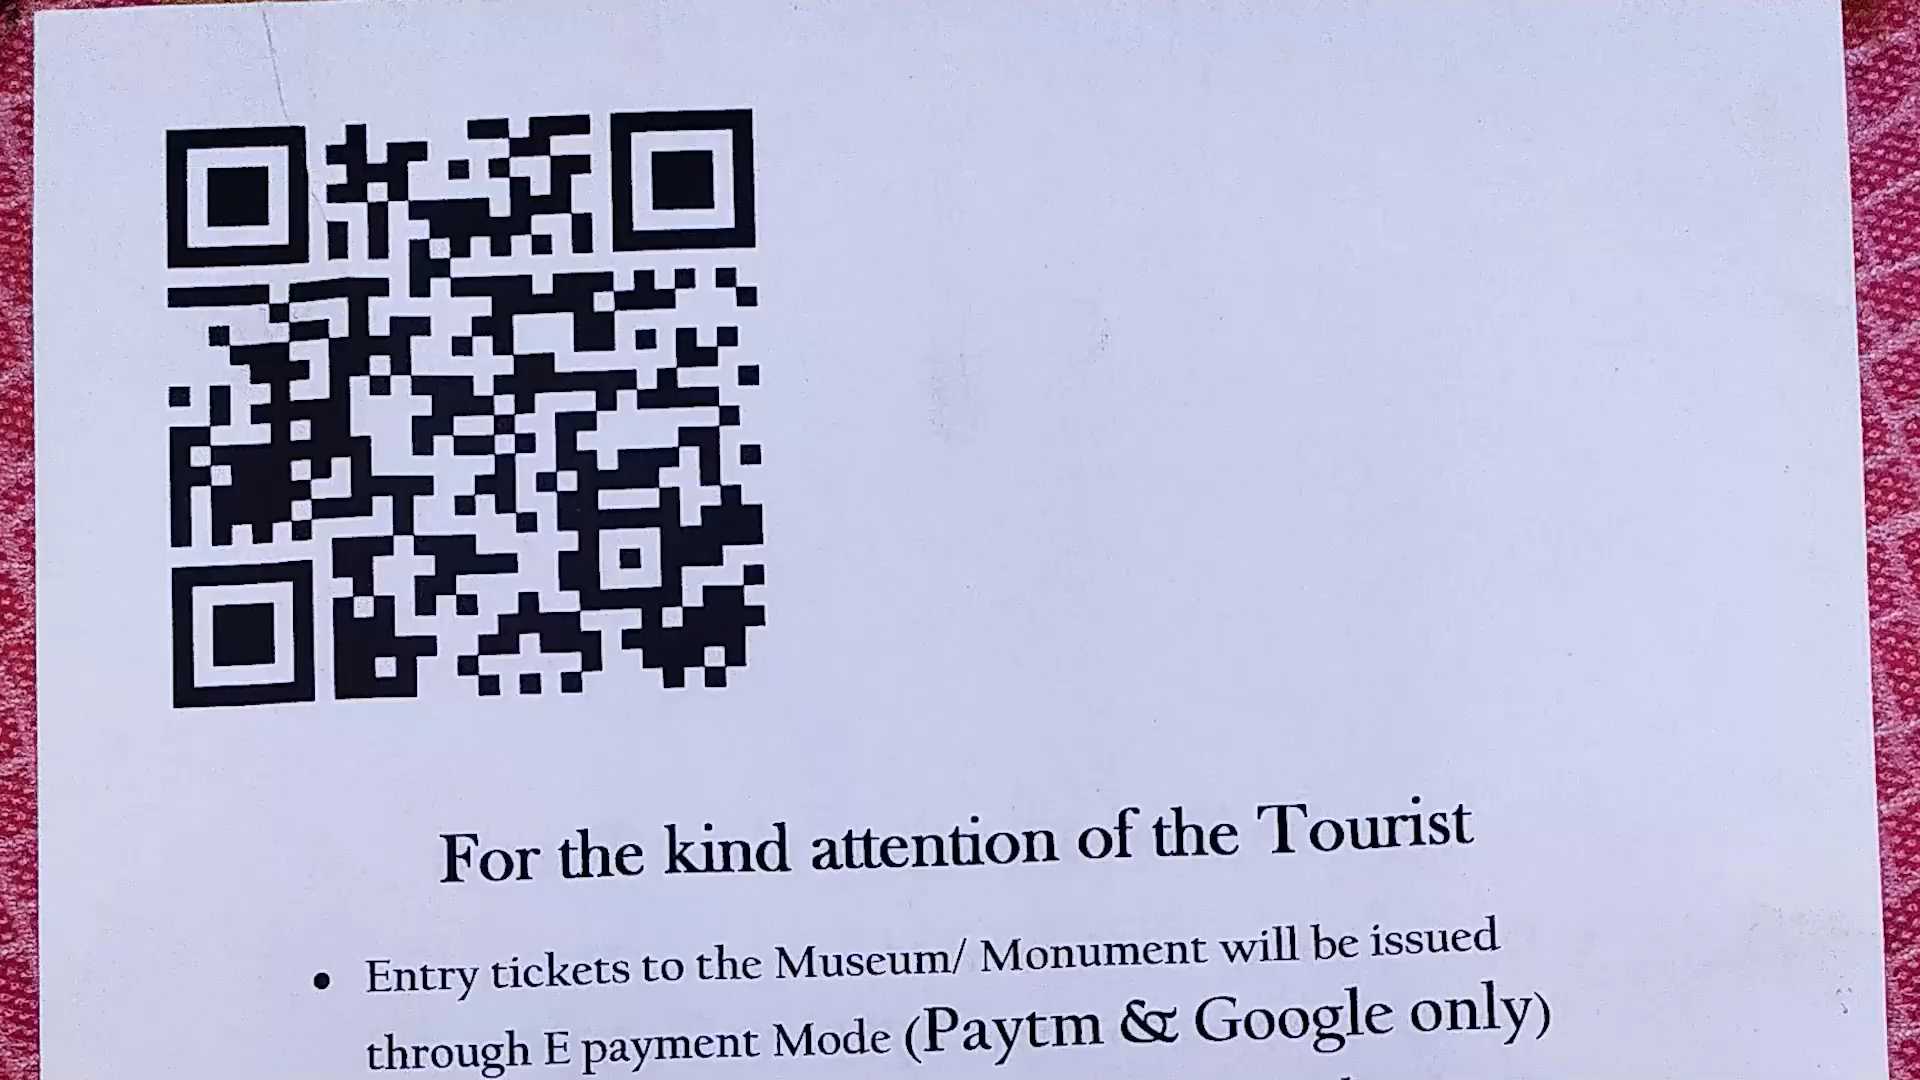 For the kind attention of the Tourist
• Entry tickets to the Museum/ Monument will be issued
through E payment Mode (Paytm & Google only)